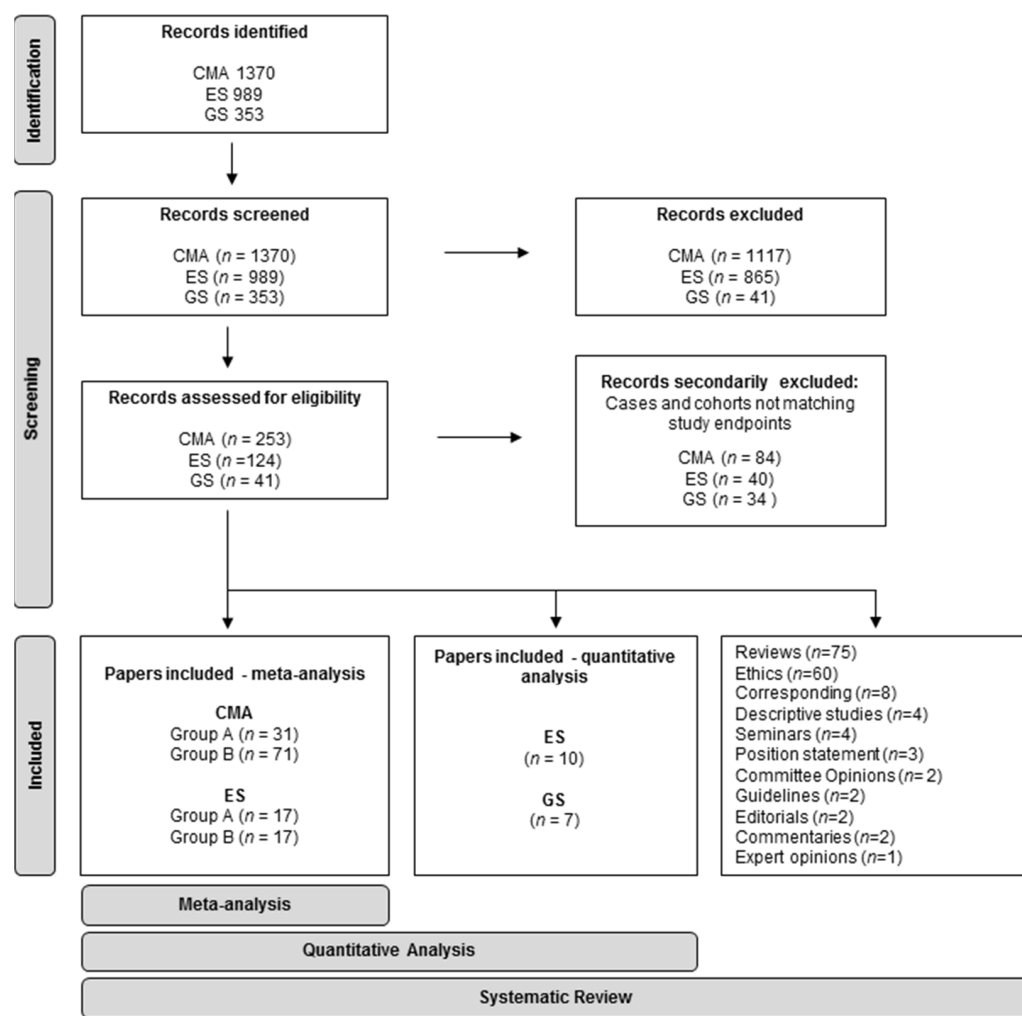 Identification
Records identified
CMA 1370
ES 989
GS 353
Screening
Records screened
CMA (n = 1370)
ES (n = 989)
GS (n = 353)
Records excluded
CMA (n = 1117)
ES (n = 865)
GS (n = 41)
Records assessed for eligibility
CMA (n = 253)
ES (n =124)
GS (n = 41)
Records secondarily excluded:
Cases and cohorts not matching
study endpoints
CMA (n = 84)
ES (n = 40)
GS (n = 34 )
Included
Papers included - meta-analysis
CMA
Group A (n = 31)
Group B (n = 71)
ES
Group A (n = 17)
Group B (n = 17)
Papers included - quantitative
analysis
ES
(n = 10)
GS
(n = 7)
Reviews (n=75)
Ethics (n=60)
Corresponding (n=8)
Descriptive studies (n=4)
Seminars (n=4)
Position statement (n=3)
Committee Opinions (n= 2)
Guidelines (n=2)
Editorials (n=2)
Commentaries (n=2)
Expert opinions (n=1)
Meta-analysis
Quantitative Analysis
Systematic Review